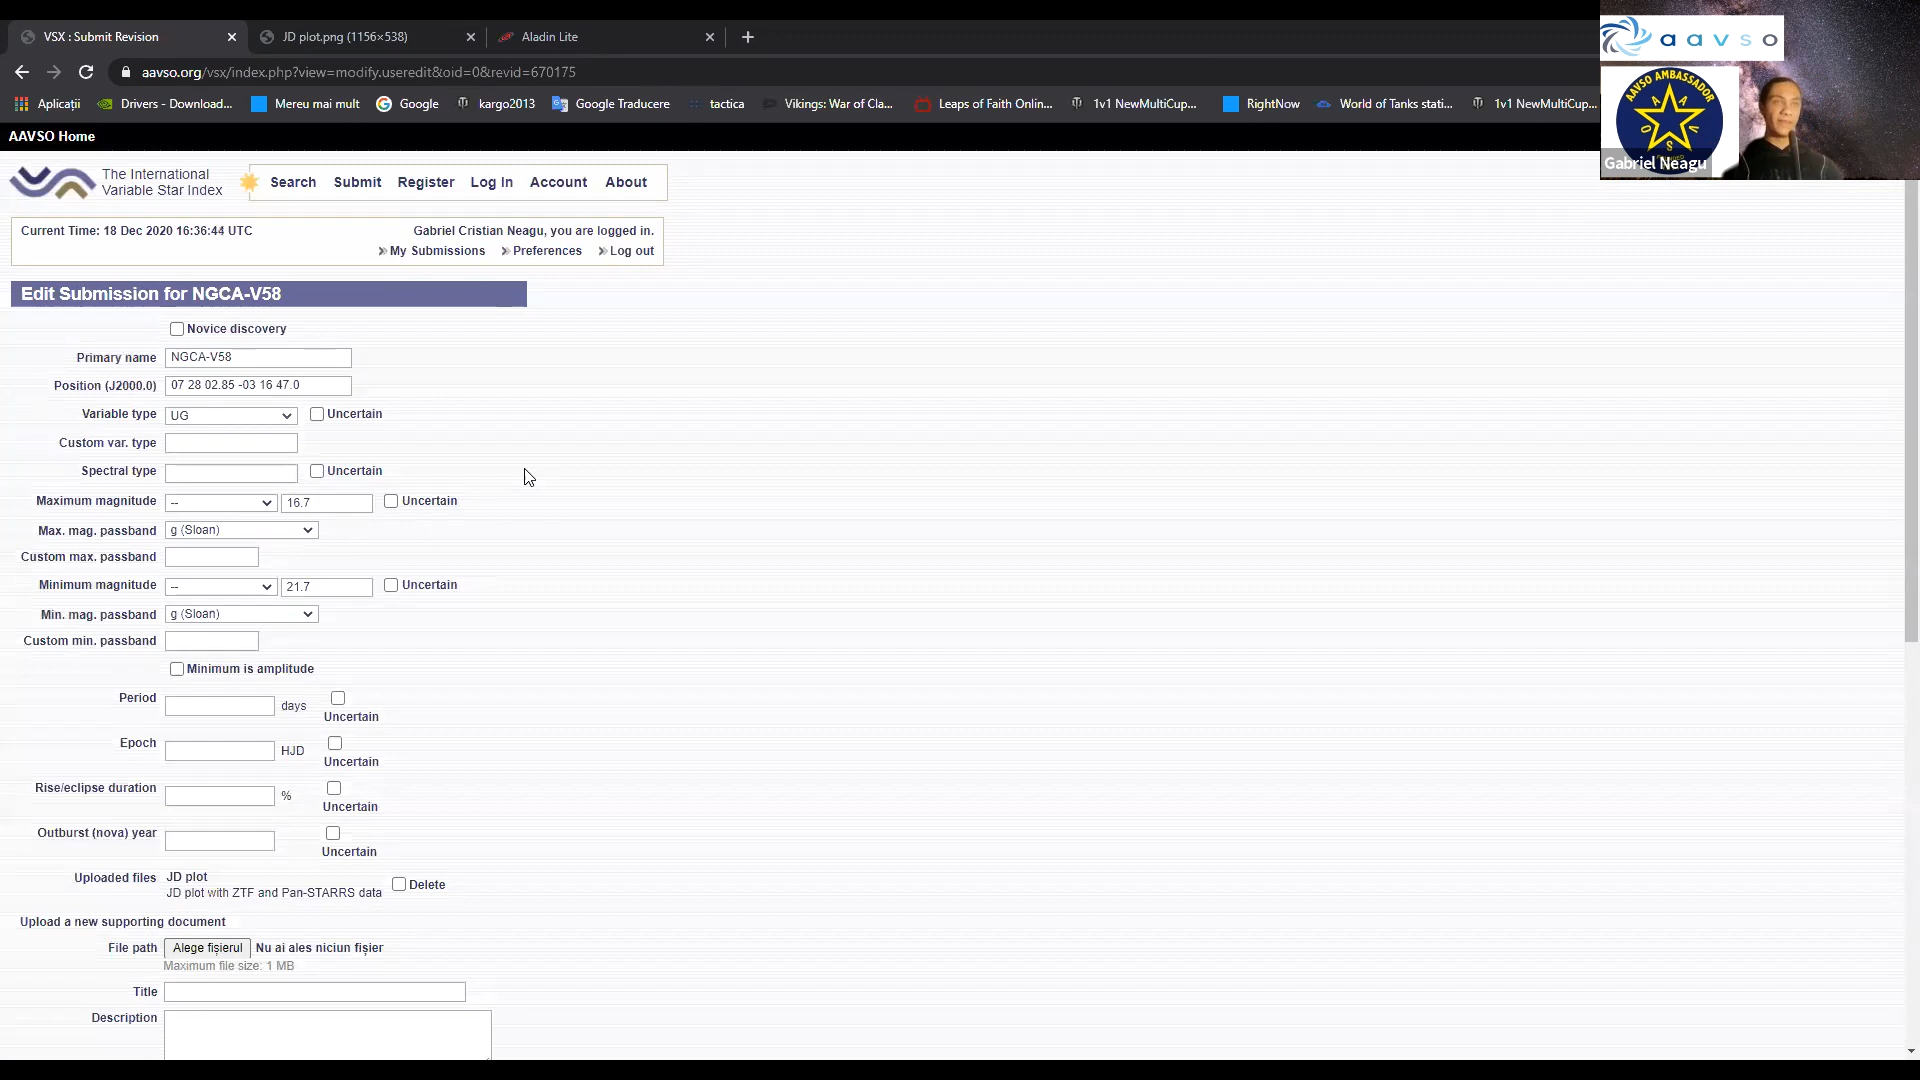 VSX : Submit Revision
JD plot.png (1156×538)
Aladin Lite
aavso.org/vsx/index.php?view=modify.useredit&oid=0&revid=670175
Aplicații
Drivers - Download...
Mereu mai mult
Google
kargo2013
Google Traducere
tactica
Vikings: War of Cla...
Leaps of Faith Onlin...
1v1 NewMultiCup...
RightNow
World of Tanks stati...
1v1 NewMultiCup...
aavso
AAVSO AMBASSADOR
A A V S O
Gabriel Neagu
AAVSO Home
The International
Variable Star Index
Search Submit Register Log In Account About
Current Time: 18 Dec 2020 16:36:44 UTC
Gabriel Cristian Neagu, you are logged in.
My Submissions Preferences Log out
Edit Submission for NGCA-V58
Novice discovery
Primary name NGCA-V58
Position (J2000.0) 07 28 02.85 -03 16 47.0
Variable type UG Uncertain
Custom var. type
Spectral type Uncertain
Maximum magnitude -- 16.7 Uncertain
Max. mag. passband g (Sloan)
Custom max. passband
Minimum magnitude -- 21.7 Uncertain
Min. mag. passband g (Sloan)
Custom min. passband
Minimum is amplitude
Period days
Uncertain
Epoch HJD
Uncertain
Rise/eclipse duration %
Uncertain
Outburst (nova) year
Uncertain
Uploaded files JD plot
JD plot with ZTF and Pan-STARRS data Delete
Upload a new supporting document
File path Alege fișierul Nu ai ales niciun fișier
Maximum file size: 1 MB
Title
Description